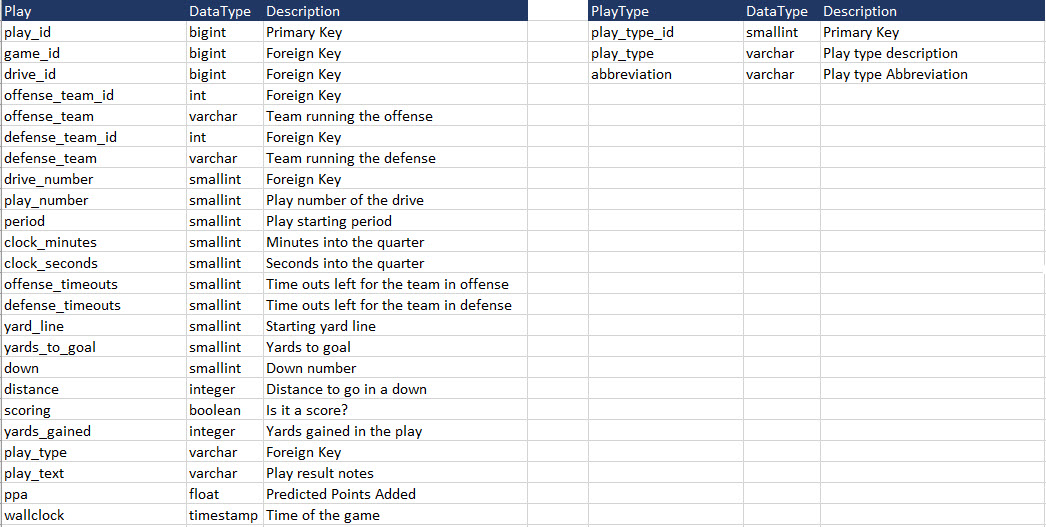 Play DataType Description PlayType DataType Description
play_id bigint Primary Key play_type_id smallint Primary Key
game_id bigint Foreign Key play_type varchar Play type description
drive_id bigint Foreign Key abbreviation varchar Play type Abbreviation
offense_team_id int Foreign Key
offense_team varchar Team running the offense
defense_team_id int Foreign Key
defense_team varchar Team running the defense
drive_number smallint Foreign Key
play_number smallint Play number of the drive
period smallint Play starting period
clock_minutes smallint Minutes into the quarter
clock_seconds smallint Seconds into the quarter
offense_timeouts smallint Time outs left for the team in offense
defense_timeouts smallint Time outs left for the team in defense
yard_line smallint Starting yard line
yards_to_goal smallint Yards to goal
down smallint Down number
distance integer Distance to go in a down
scoring boolean Is it a score?
yards_gained integer Yards gained in the play
play_type varchar Foreign Key
play_text varchar Play result notes
ppa float Predicted Points Added
wallclock timestamp Time of the game